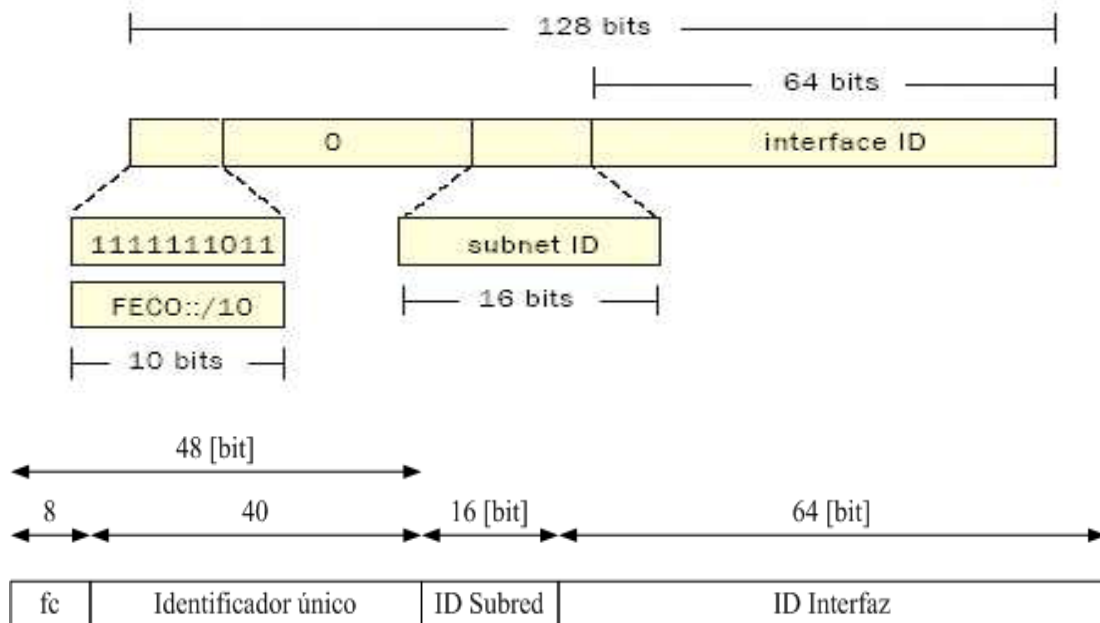 128 bits
64 bits
0
interface ID
1111111011
subnet ID
FEC0::/10
16 bits
10 bits
48 [bit]
8
40
16 [bit]
64 [bit]
fc
Identificador único
ID Subred
ID Interfaz